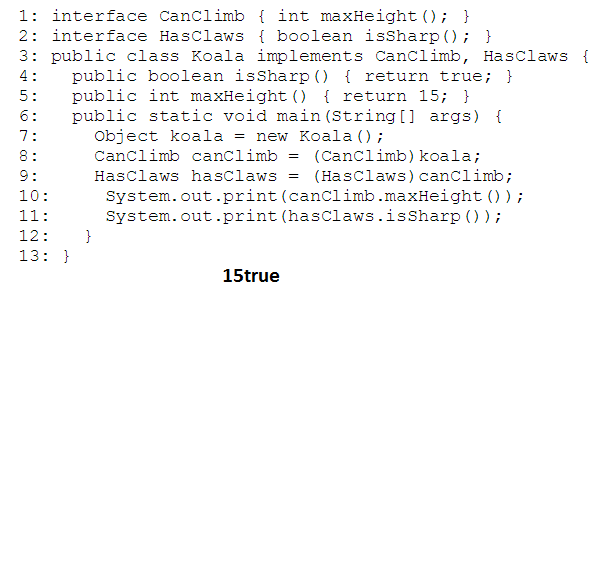 1: interface CanClimb { int maxHeight(); }
2: interface HasClaws { boolean isSharp(); }
3: public class Koala implements CanClimb, HasClaws {
4:   public boolean isSharp() { return true; }
5:   public int maxHeight() { return 15; }
6:   public static void main(String[] args) {
7:     Object koala = new Koala();
8:     CanClimb canClimb = (CanClimb)koala;
9:     HasClaws hasClaws = (HasClaws)canClimb;
10:     System.out.print(canClimb.maxHeight());
11:     System.out.print(hasClaws.isSharp());
12:   }
13: }
15true